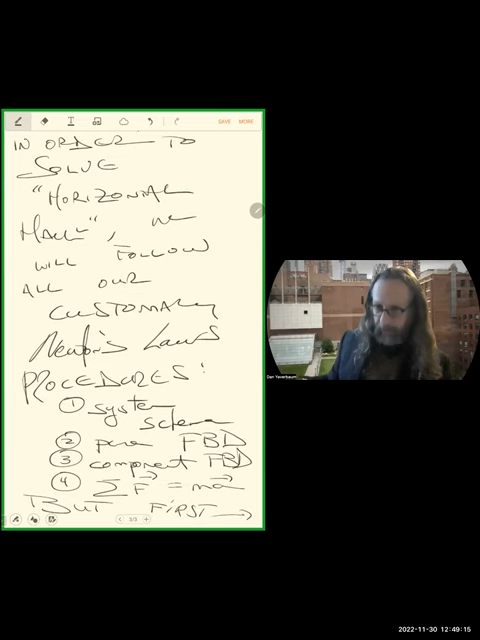 SAVE MORE
IN ORDER TO
SOLVE
"HORIZONTAL
HALL", WE
WILL FOLLOW
ALL OUR
CUSTOMARY
Newton's Laws
PROCEDURES:
① system
schema
② pure FBD
③ component FBD
④ ΣF⃗ = ma⃗
BUT FIRST →
3/3
Dan Yaverbaum
2022-11-30 12:49:15